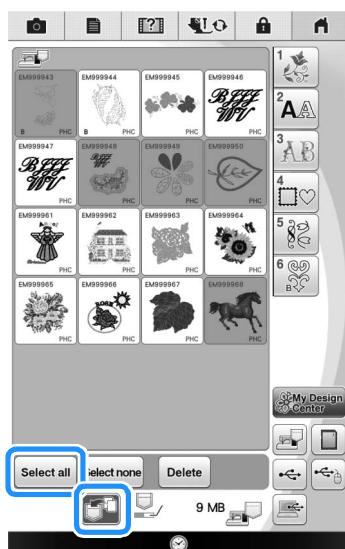 EM999943 EM999944 EM999945 EM999946
B PHC B PHC PHC PHC
EM999947 EM999948 EM999949 EM999950
PHC PHC PHC PHC
EM999961 EM999962 EM999963 EM999964
PHC PHC PHC PHC
EM999965 EM999966 EM999967 EM999968
PHC PHC PHC PHC
1
2 AA
3 AB
4
5
6 B
My Design
Center
Select all Select none Delete
9 MB